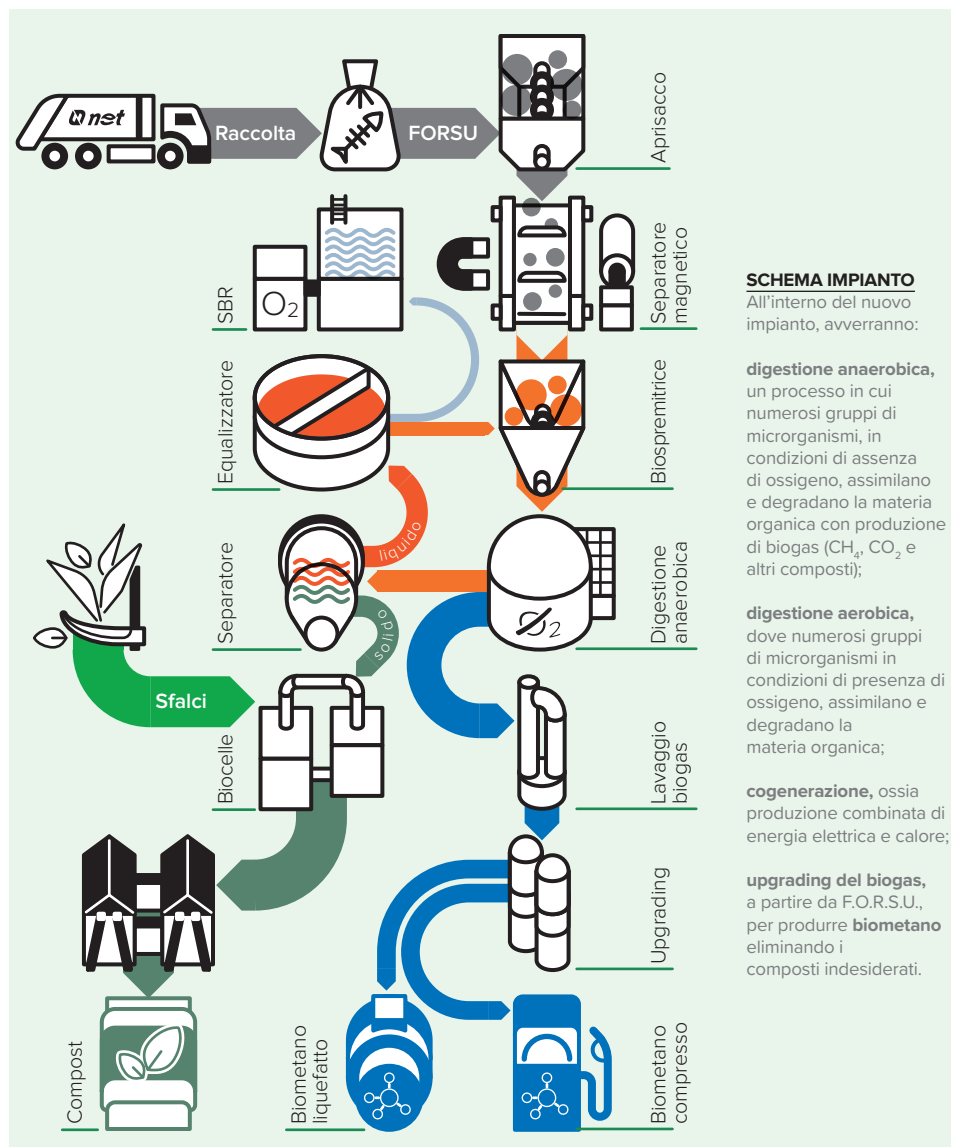 net
Raccolta
FORSU
Aprisacco
SBR
O₂
Separatore
magnetico
Equalizzatore
Biospremitrice
liquido
Separatore
solido
O₂
Digestione
anaerobica
Sfalci
Biocelle
Lavaggio
biogas
Upgrading
Compost
Biometano
liquefatto
Biometano
compresso
SCHEMA IMPIANTO
All’interno del nuovo
impianto, avverranno:
digestione anaerobica,
un processo in cui
numerosi gruppi di
microrganismi, in
condizioni di assenza
di ossigeno, assimilano
e degradano la materia
organica con produzione
di biogas (CH₄, CO₂ e
altri composti);
digestione aerobica,
dove numerosi gruppi
di microrganismi in
condizioni di presenza di
ossigeno, assimilano e
degradano la
materia organica;
cogenerazione, ossia
produzione combinata di
energia elettrica e calore;
upgrading del biogas,
a partire da F.O.R.S.U.,
per produrre biometano
eliminando i
composti indesiderati.